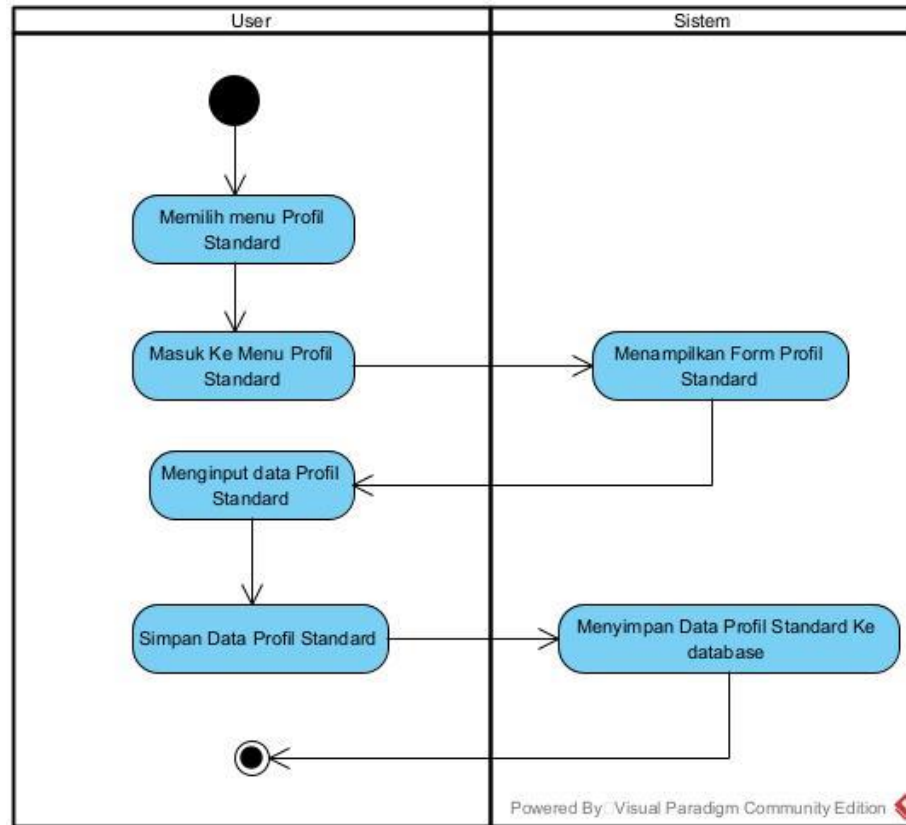 User
Sistem
Memilih menu Profil
Standard
Masuk Ke Menu Profil
Standard
Menampilkan Form Profil
Standard
Menginput data Profil
Standard
Simpan Data Profil Standard
Menyimpan Data Profil Standard Ke
database
Powered By: Visual Paradigm Community Edition